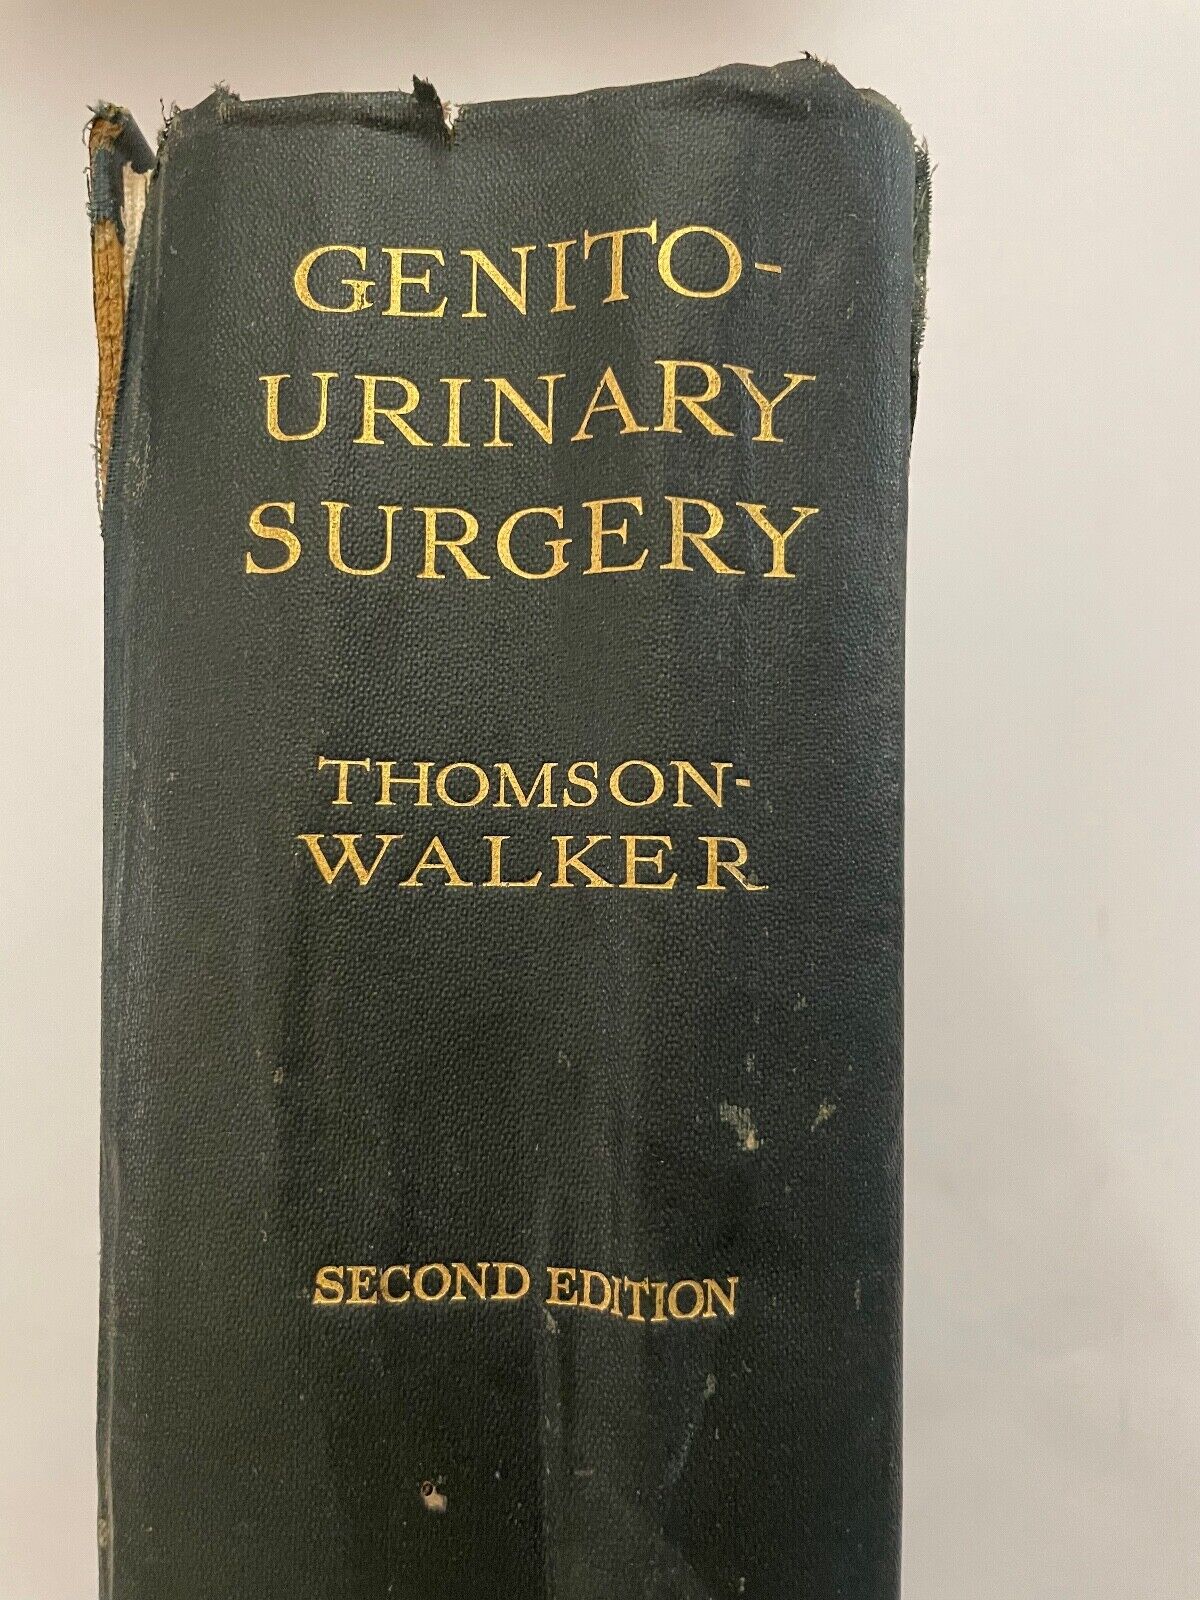 GENITO-
URINARY
SURGERY
THOMSON-
WALKER
SECOND EDITION